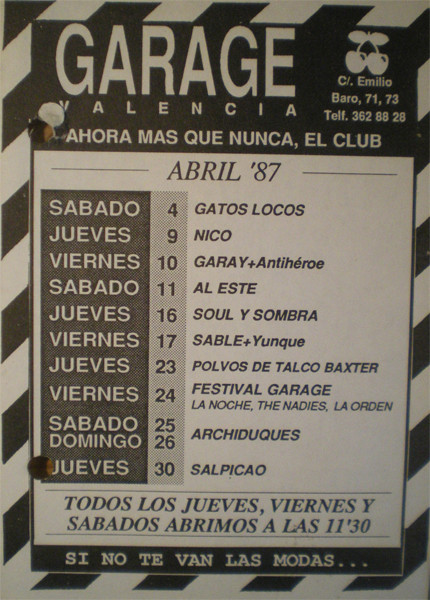 GARAGE
VALENCIA
C/. Emilio
Baro, 71, 73
Telf. 362 88 28
AHORA MAS QUE NUNCA, EL CLUB
ABRIL '87
SABADO 4 GATOS LOCOS
JUEVES 9 NICO
VIERNES 10 GARAY+Antihéroe
SABADO 11 AL ESTE
JUEVES 16 SOUL Y SOMBRA
VIERNES 17 SABLE+Yunque
JUEVES 23 POLVOS DE TALCO BAXTER
VIERNES 24 FESTIVAL GARAGE
LA NOCHE, THE NADIES, LA ORDEN
SABADO 25
DOMINGO 26 ARCHIDUQUES
JUEVES 30 SALPICAO
TODOS LOS JUEVES, VIERNES Y
SABADOS ABRIMOS A LAS 11'30
SI NO TE VAN LAS MODAS...